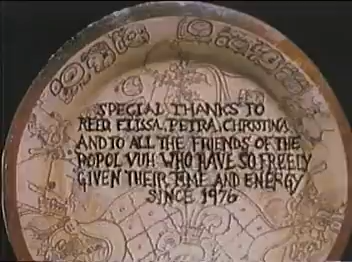 SPECIAL THANKS TO
REED, ELISSA, PETRA, CHRISTINA
AND TO ALL THE FRIENDS OF THE
POPOL VUH WHO HAVE SO FREELY
GIVEN THEIR TIME AND ENERGY
SINCE 1976